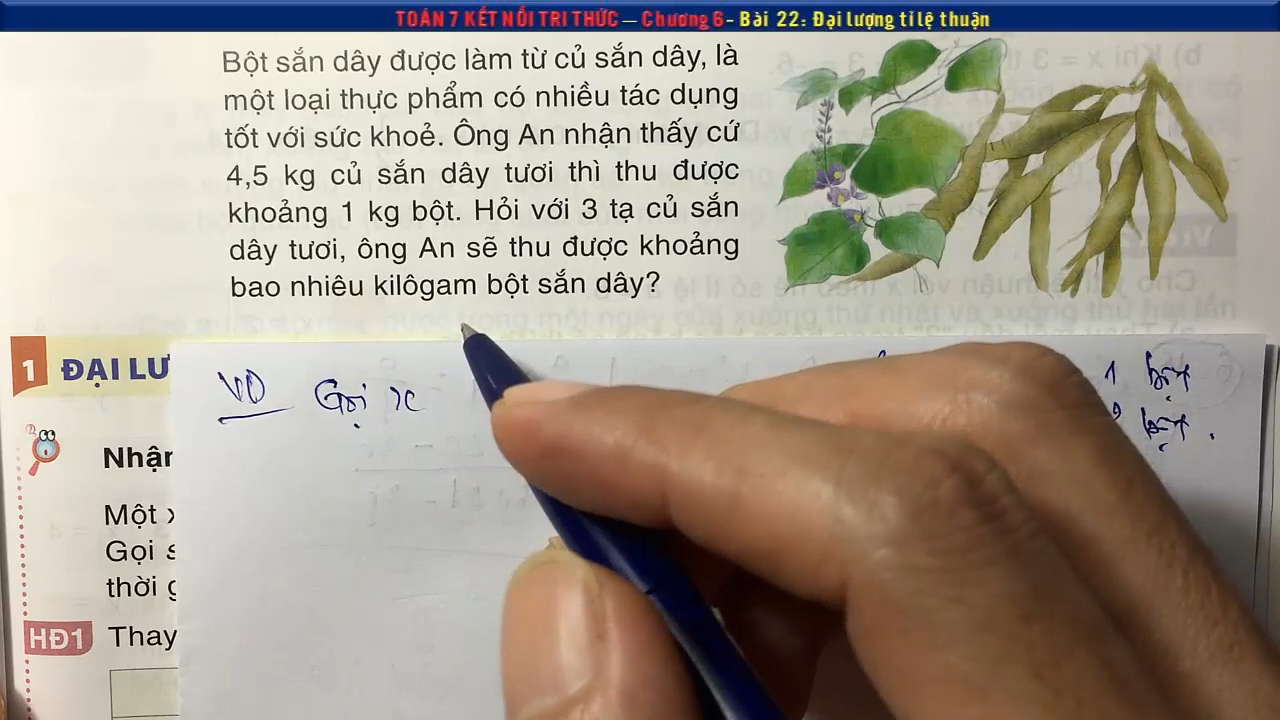 TOÁN 7 KẾT NỐI TRI THỨC – Chương 6- Bài 22: Đại lượng tỉ lệ thuận
Bột sắn dây được làm từ củ sắn dây, là
một loại thực phẩm có nhiều tác dụng
tốt với sức khoẻ. Ông An nhận thấy cứ
4,5 kg củ sắn dây tươi thì thu được
khoảng 1 kg bột. Hỏi với 3 tạ củ sắn
dây tươi, ông An sẽ thu được khoảng
bao nhiêu kilôgam bột sắn dây?
1 ĐẠI LƯ
Gọi x
1 bột
? bột.
Nhận
Một x
Gọi s
thời g
HĐ1 Thay